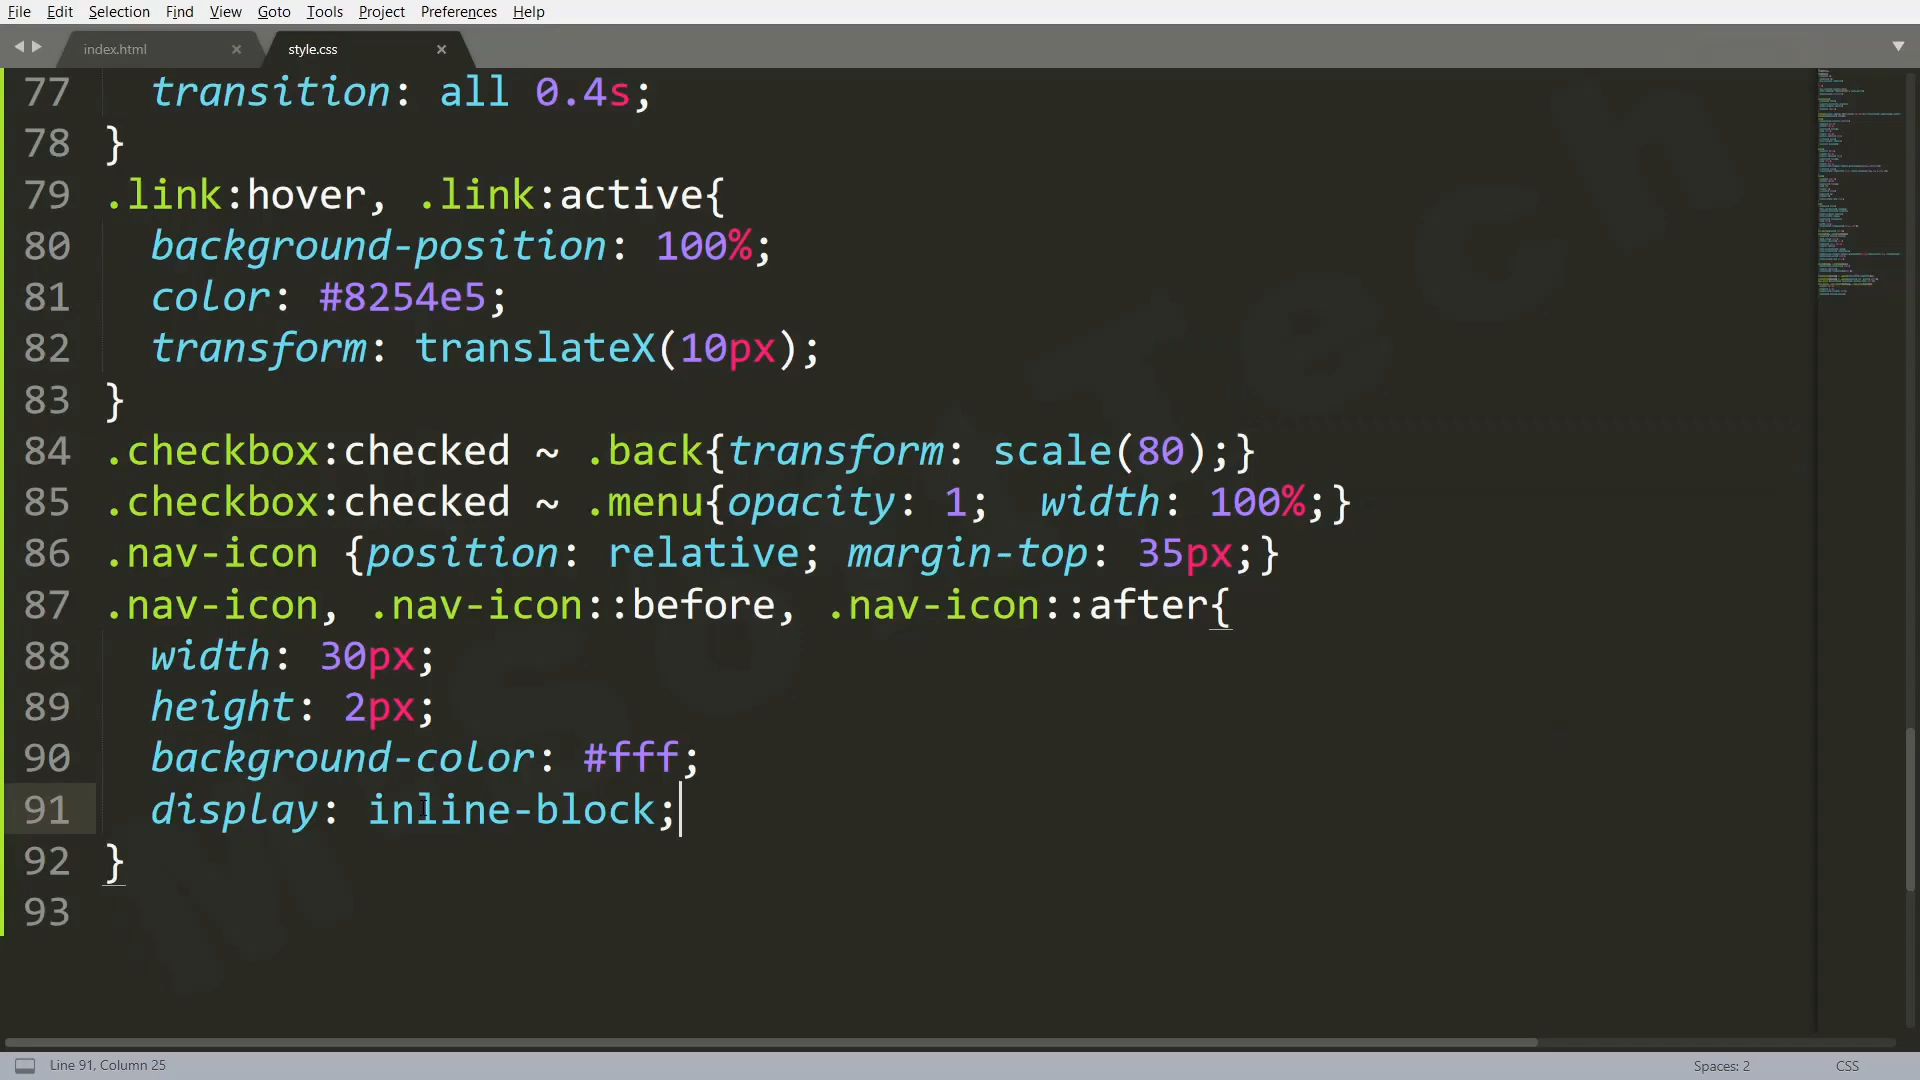 File Edit Selection Find View Goto Tools Project Preferences Help
index.html style.css
77 transition: all 0.4s;
78 }
79 .link:hover, .link:active{
80 background-position: 100%;
81 color: #8254e5;
82 transform: translateX(10px);
83 }
84 .checkbox:checked ~ .back{transform: scale(80);}
85 .checkbox:checked ~ .menu{opacity: 1;  width: 100%;}
86 .nav-icon {position: relative; margin-top: 35px;}
87 .nav-icon, .nav-icon::before, .nav-icon::after{
88 width: 30px;
89 height: 2px;
90 background-color: #fff;
91 display: inline-block;
92 }
93
Line 91, Column 25 Spaces: 2 CSS